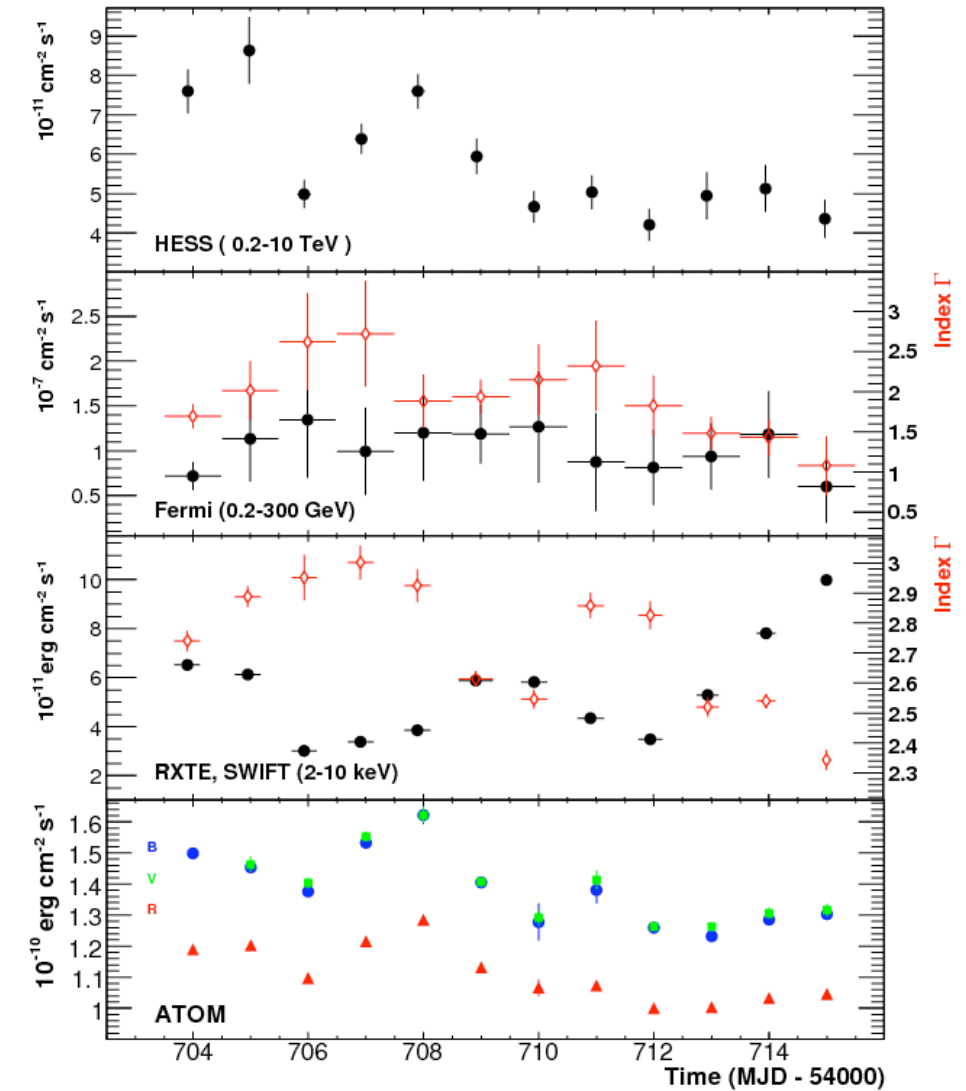 10⁻¹¹ cm⁻² s⁻¹
9
8
7
6
5
4
HESS ( 0.2-10 TeV )
10⁻⁷ cm⁻² s⁻¹
2.5
2
1.5
1
0.5
Fermi (0.2-300 GeV)
3
2.5
2
1.5
1
0.5
Index Γ
10⁻¹¹ erg cm⁻² s⁻¹
10
8
6
4
2
RXTE, SWIFT (2-10 keV)
3
2.9
2.8
2.7
2.6
2.5
2.4
2.3
Index Γ
10⁻¹⁰ erg cm⁻² s⁻¹
1.6
1.5
1.4
1.3
1.2
1.1
1
B
V
R
ATOM
704 706 708 710 712 714
Time (MJD - 54000)